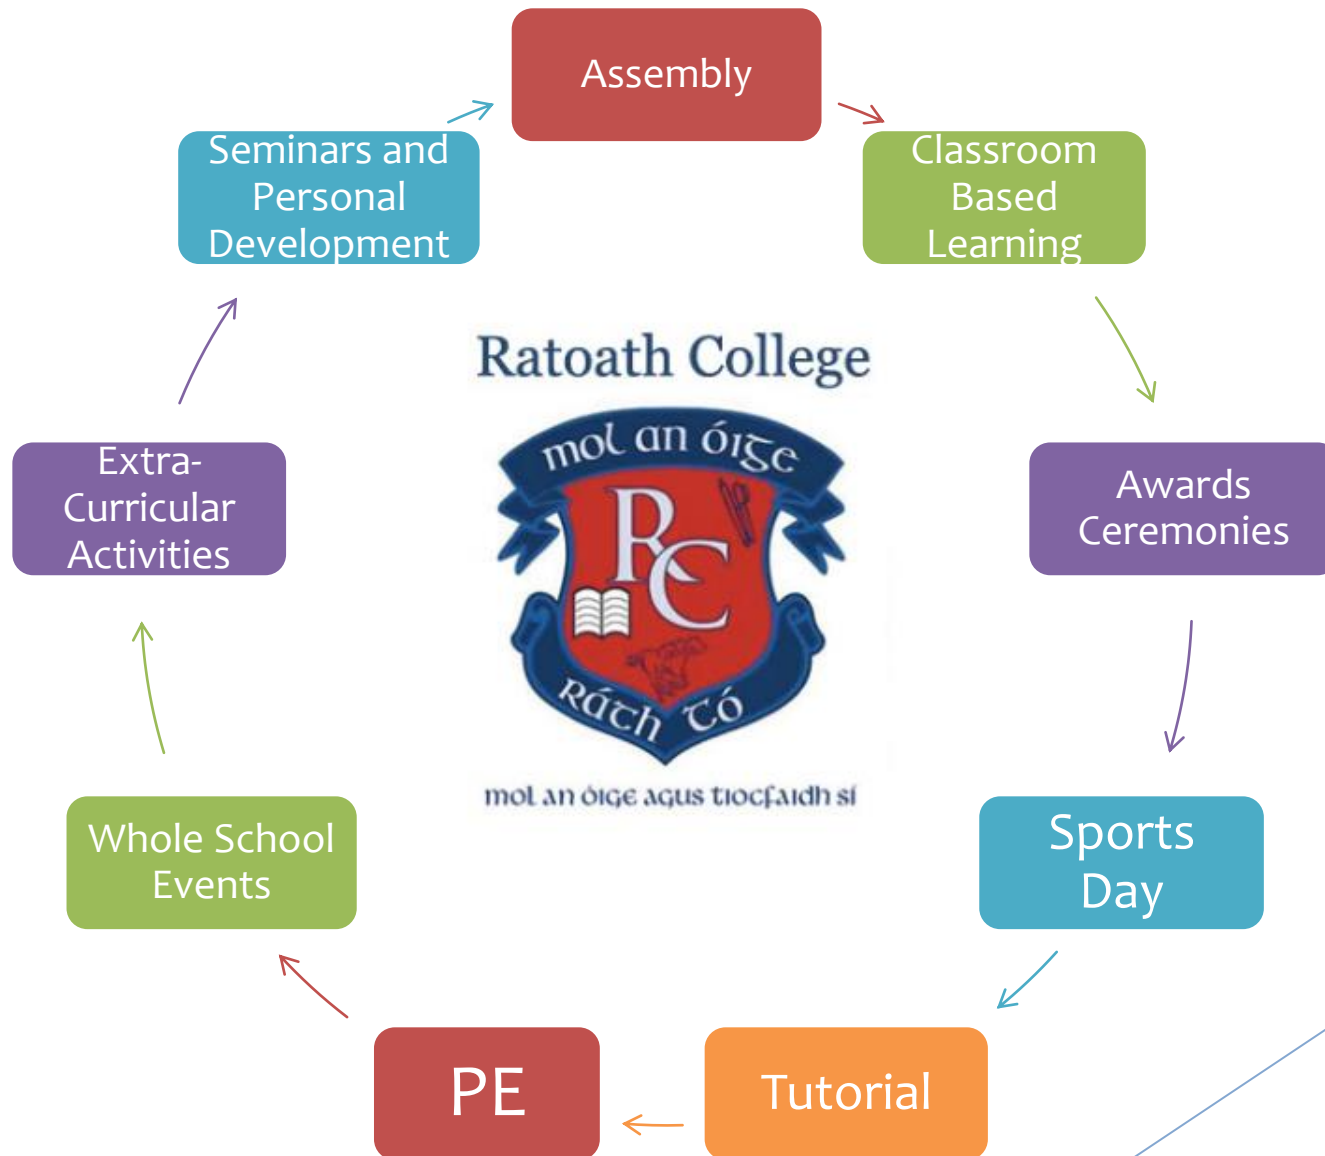 Assembly
Classroom
Based
Learning
Awards
Ceremonies
Sports
Day
Tutorial
PE
Whole School
Events
Extra-
Curricular
Activities
Seminars and
Personal
Development
Ratoath College
mol an óige
RC
Ráth Tó
mol an óige agus tiocfaidh sí